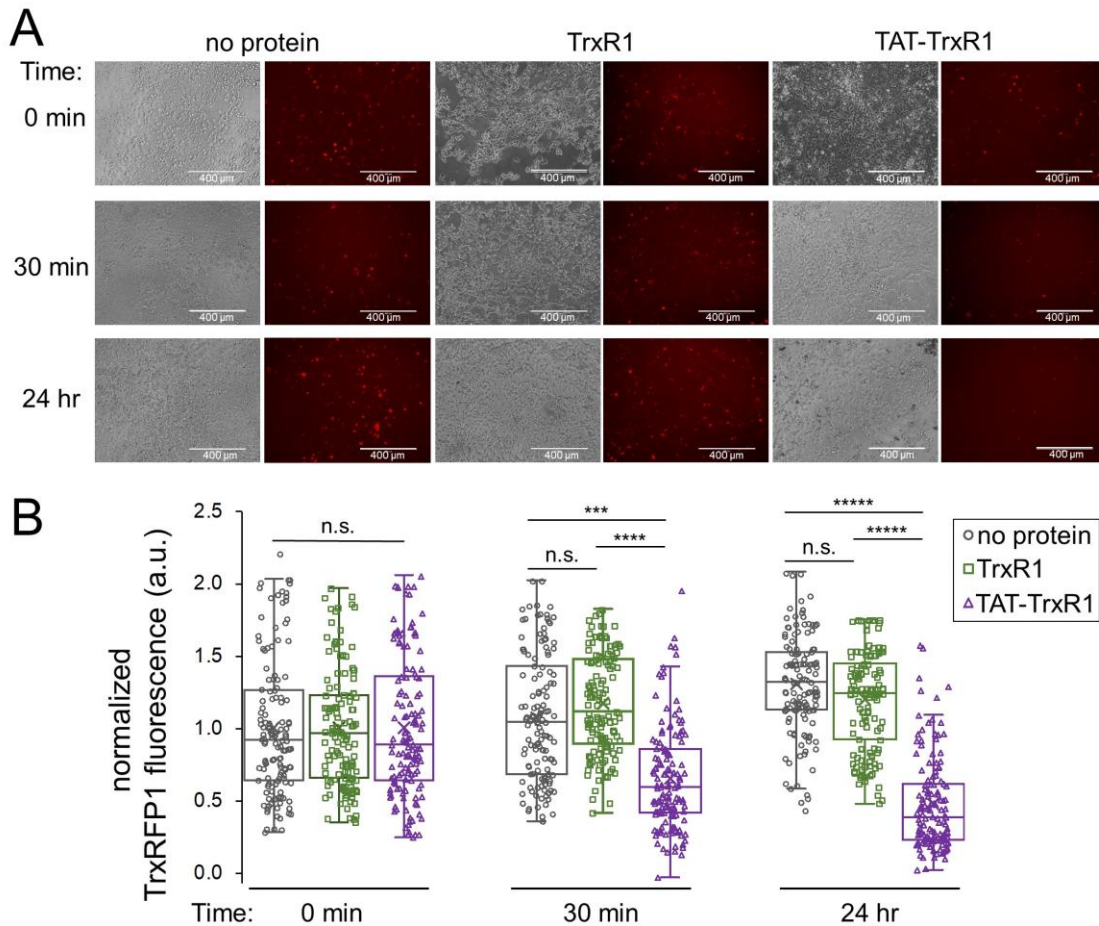 A
no protein TrxR1 TAT-TrxR1
Time:
0 min
400 µm 400 µm 400 µm 400 µm 400 µm 400 µm
30 min
400 µm 400 µm 400 µm 400 µm 400 µm 400 µm
24 hr
400 µm 400 µm 400 µm 400 µm 400 µm 400 µm
B
normalized
TrxRFP1 fluorescence (a.u.)
2.5
2.0
1.5
1.0
0.5
0.0
n.s.
***
****
n.s.
*****
*****
n.s.
no protein
TrxR1
TAT-TrxR1
Time: 0 min 30 min 24 hr